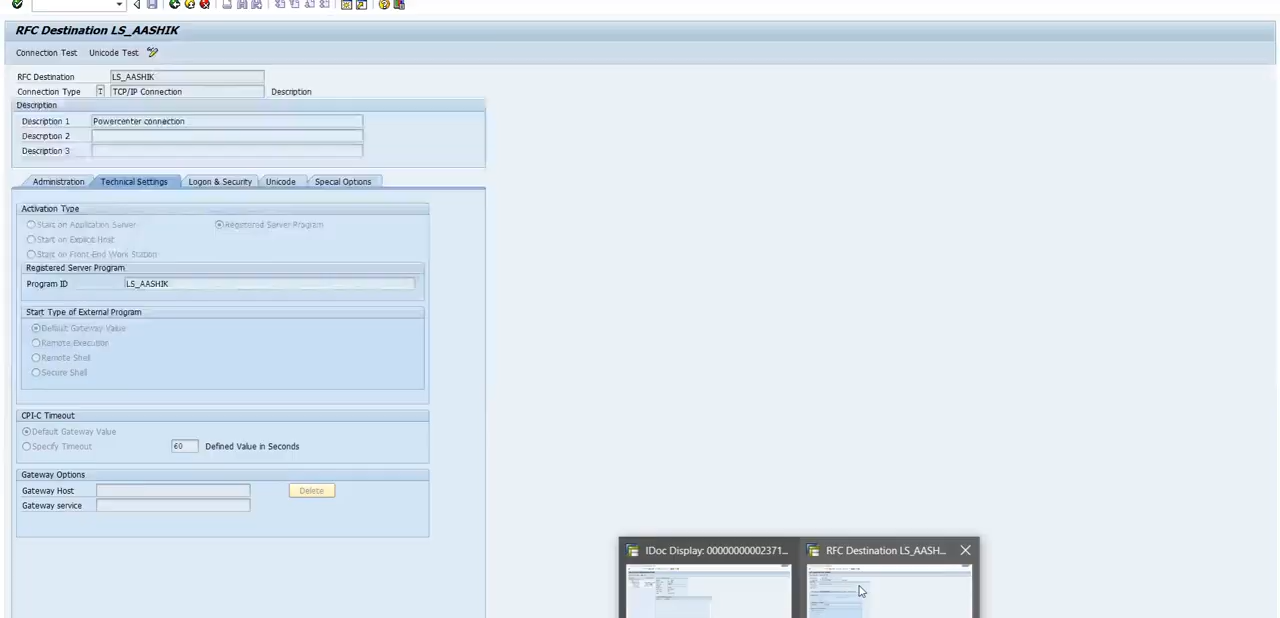 RFC Destination LS_AASHIK
Connection Test Unicode Test
RFC Destination LS_AASHIK
Connection Type T TCP/IP Connection Description
Description
Description 1 Powercenter connection
Description 2
Description 3
Administration Technical Settings Logon & Security Unicode Special Options
Activation Type
Start on Application Server Registered Server Program
Start on Explicit Host
Start on Front-End Work Station
Registered Server Program
Program ID LS_AASHIK
Start Type of External Program
Default Gateway Value
Remote Execution
Remote Shell
Secure Shell
CPI-C Timeout
Default Gateway Value
Specify Timeout 60 Defined Value in Seconds
Gateway Options
Gateway Host Delete
Gateway service
IDoc Display: 00000000002371... RFC Destination LS_AASH...